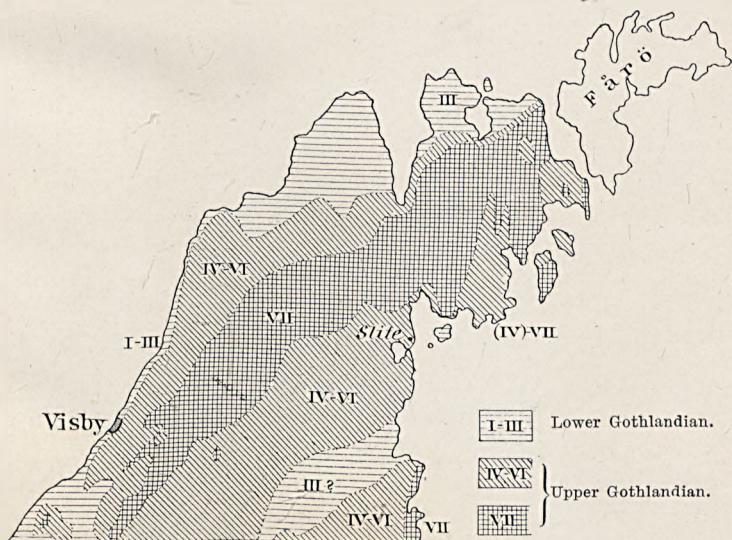 Fårö
III
IV-VI
VII
I-III
Slite
(IV)-VII
IV-VI
Visby
I-III Lower Gothlandian.
III ?
IV-VI
VII Upper Gothlandian.
IV-VI
VII